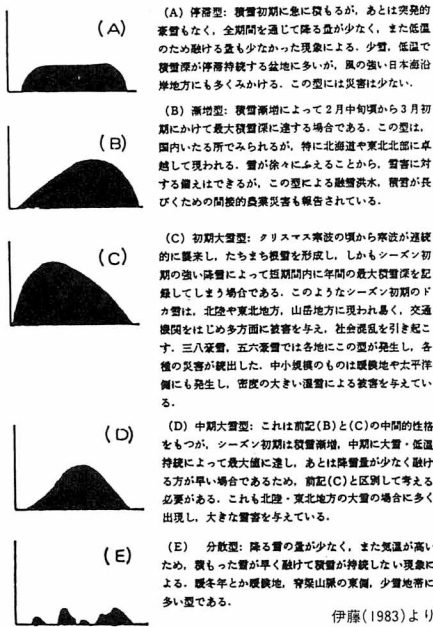 (A)
(A) 停滞型: 積雪初期に急に積もるが, あとは突発的
豪雪もなく, 全期間を通じて降る量が少なく, また低温
のため融ける量も少なかった現象による. 少雪, 低温で
積雪深が停滞持続する盆地に多いが, 風の強い日本海沿
岸地方にも多くみかける. この型には災害は少ない.
(B)
(B) 漸増型: 積雪漸増によって2月中旬頃から3月初
期にかけて最大積雪深に達する場合である. この型は,
国内いたる所でみられるが, 特に北海道や東北北部に卓
越して現われる. 雪が徐々にふえることから, 雪害に対
する備えはできるが, この型による融雪洪水, 積雪が長
びくための間接的農業災害も報告されている.
(C)
(C) 初期大雪型: クリスマス寒波の頃から寒波が連続
的に襲来し, たちまち根雪を形成し, しかもシーズン初
期の強い降雪によって短期間内に年間の最大積雪深を記
録してしまう場合である. このようなシーズン初期のド
カ雪は, 北陸や東北地方, 山岳地方に現われ易く, 交通
機関をはじめ多方面に被害を与え, 社会混乱を引き起こ
す. 三八豪雪, 五六豪雪では各地にこの型が発生し, 各
種の災害が続出した. 中小規模のものは暖候地や太平洋
側にも発生し, 密度の大きい湿雪による被害を与えてい
る.
(D)
(D) 中期大雪型: これは前記(B)と(C)の中間的性格
をもつが, シーズン初期は積雪漸増, 中期に大雪・低温
持続によって最大値に達し, あとは降雪量が少なく融け
る方が早い場合であるため, 前記(C)と区別して考える
必要がある. これも北陸・東北地方の大雪の場合に多く
出現し, 大きな雪害を与えている.
(E)
(E) 分散型: 降る雪の量が少なく, また気温が高い
ため, 積もった雪が早く融けて積雪が持続しない現象に
よる. 暖冬年とか暖候地, 脊梁山脈の東側, 少雪地帯に
多い型である.
伊藤(1983)より